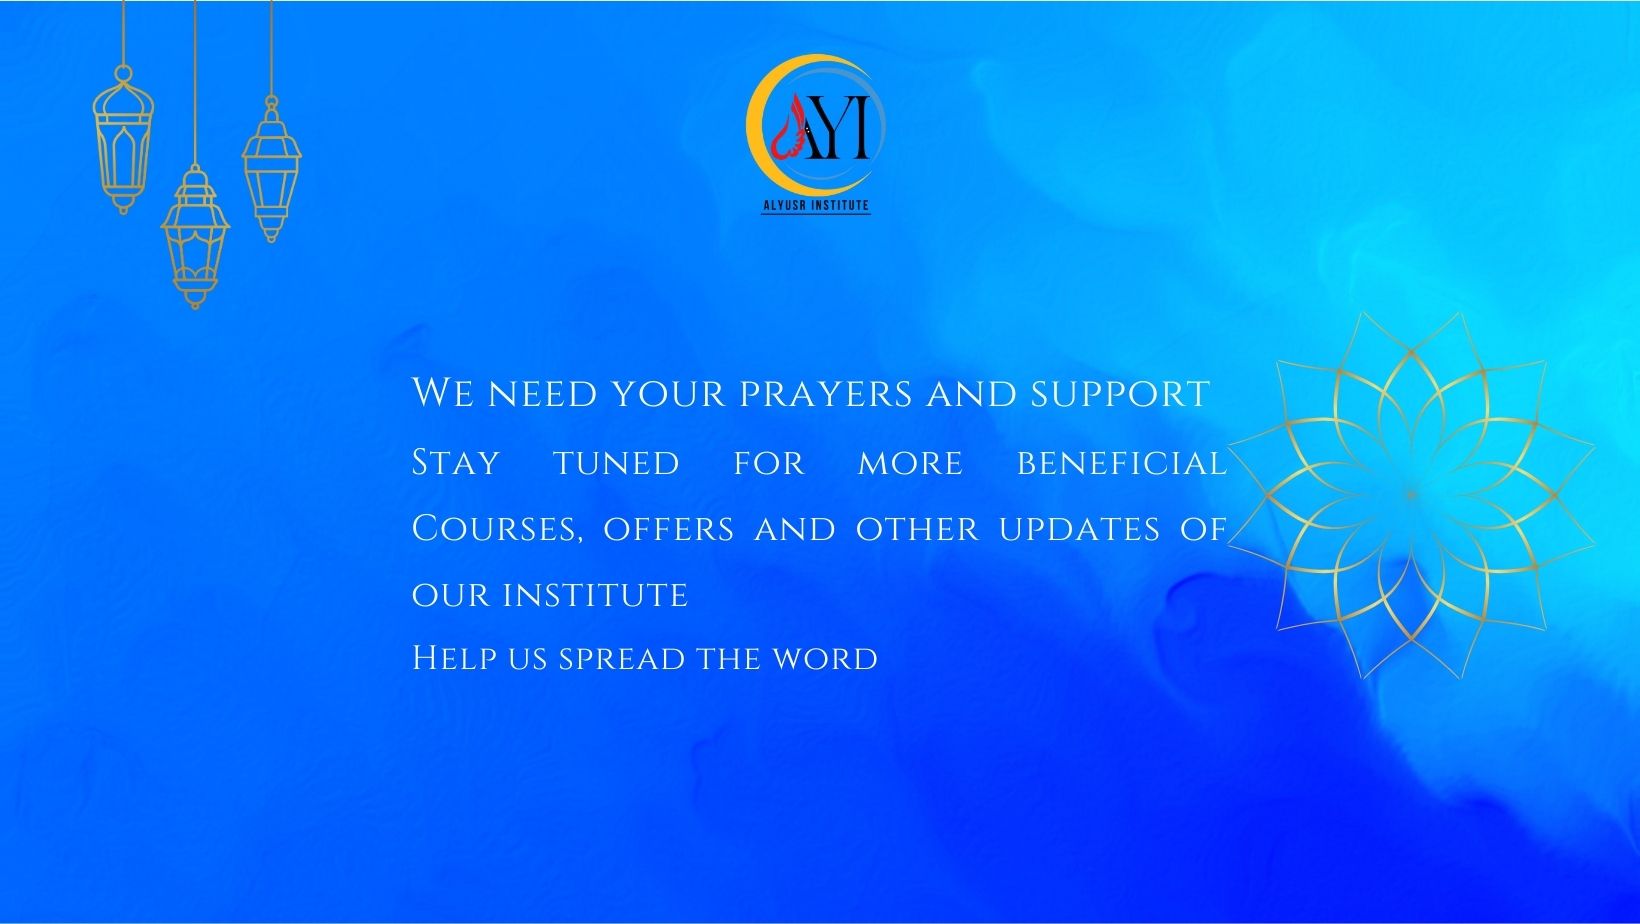 AYI
ALYUSR INSTITUTE
We need your prayers and support
Stay tuned for more beneficial
Courses, offers and other updates of
our institute
Help us spread the word